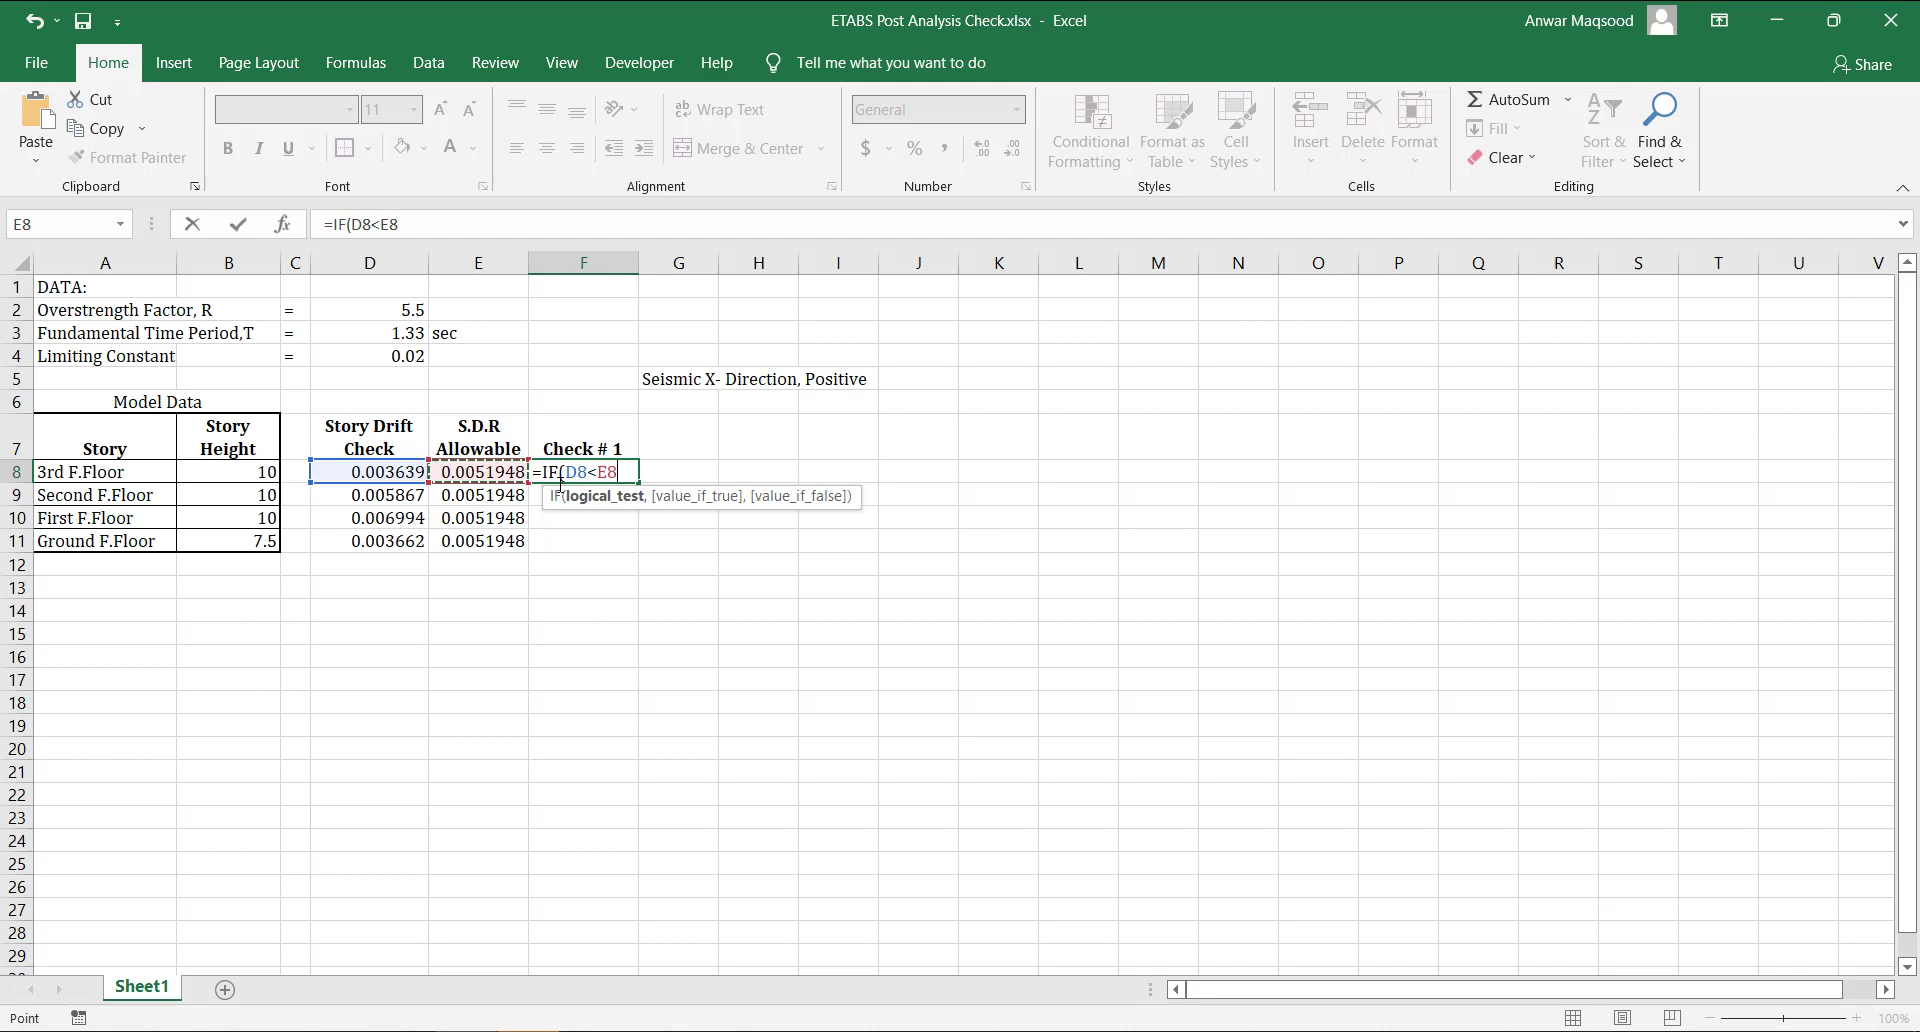 ETABS Post Analysis Check.xlsx - Excel
Anwar Maqsood
File Home Insert Page Layout Formulas Data Review View Developer Help Tell me what you want to do
Share
Paste
Cut
Copy
Format Painter
Clipboard
11
B I U A
Font
ab Wrap Text
Merge & Center
Alignment
General
$ % ,
Number
Conditional Formatting
Format as Table
Cell Styles
Styles
Insert Delete Format
Cells
AutoSum
Fill
Clear
Sort & Filter
Find & Select
Editing
E8 fx =IF(D8<E8
A B C D E F G H I J K L M N O P Q R S T U V
1 DATA:
2 Overstrength Factor, R = 5.5
3 Fundamental Time Period,T = 1.33 sec
4 Limiting Constant = 0.02
5 Seismic X- Direction, Positive
6 Model Data
7 Story Story Height Story Drift Check S.D.R Allowable Check # 1
8 3rd F.Floor 10 0.003639 0.0051948 =IF(D8<E8
9 Second F.Floor 10 0.005867 0.0051948
IF(logical_test, [value_if_true], [value_if_false])
10 First F.Floor 10 0.006994 0.0051948
11 Ground F.Floor 7.5 0.003662 0.0051948
12
13
14
15
16
17
18
19
20
21
22
23
24
25
26
27
28
29
Sheet1
Point
100%